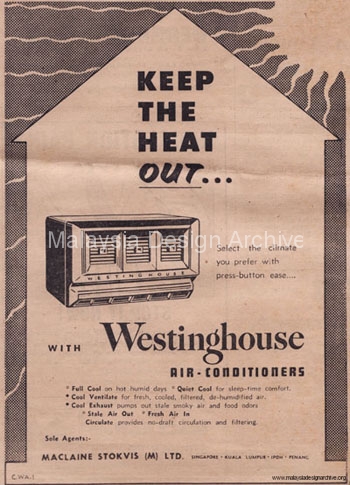 KEEP
THE
HEAT
OUT...
Malaysia Design Archive
Select the climate
you prefer with
press-button ease....
WESTINGHOUSE
WITH Westinghouse
AIR-CONDITIONERS
* Full Cool on hot humid days * Quiet Cool for sleep-time comfort.
* Cool Ventilate for fresh, cooled, filtered, de-humidified air.
* Cool Exhaust pumps out stale smoky air and food odors
* Stale Air Out * Fresh Air In
Circulate provides no-draft circulation and filtering.
Sole Agents:-
MACLAINE STOKVIS (M) LTD. SINGAPORE · KUALA LUMPUR · IPOH · PENANG
C.W.A.1
www.malaysiadesignarchive.org